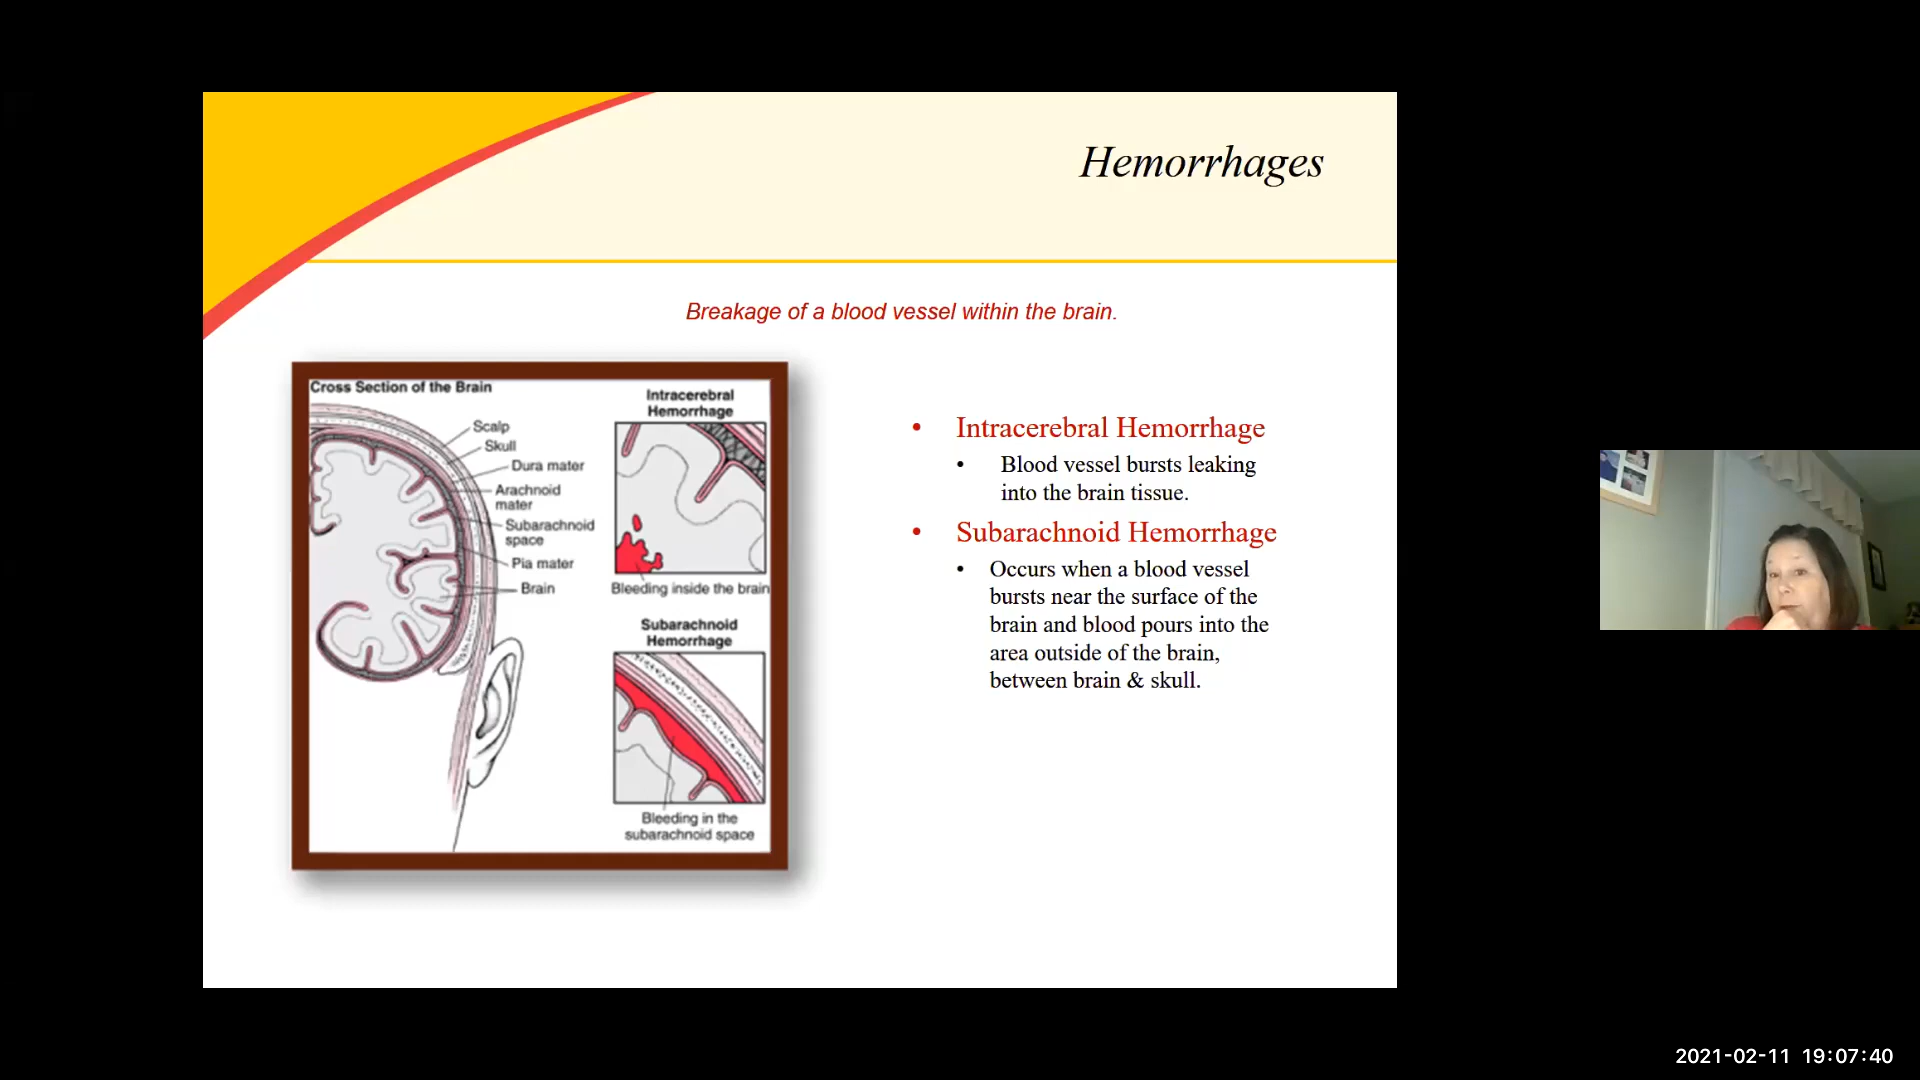 Hemorrhages
Breakage of a blood vessel within the brain.
Cross Section of the Brain
Scalp
Skull
Dura mater
Arachnoid
mater
Subarachnoid
space
Pia mater
Brain
Intracerebral
Hemorrhage
Bleeding inside the brain
Subarachnoid
Hemorrhage
Bleeding in the
subarachnoid space
• Intracerebral Hemorrhage
• Blood vessel bursts leaking
into the brain tissue.
• Subarachnoid Hemorrhage
• Occurs when a blood vessel
bursts near the surface of the
brain and blood pours into the
area outside of the brain,
between brain & skull.
2021-02-11 19:07:40